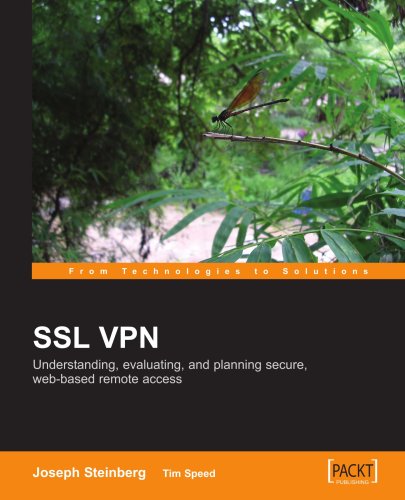 From Technologies to Solutions
SSL VPN
Understanding, evaluating, and planning secure,
web-based remote access
Joseph Steinberg Tim Speed
[PACKT]
PUBLISHING